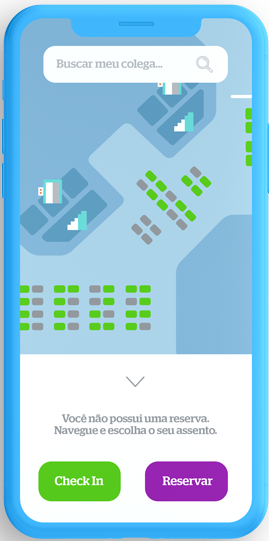 Buscar meu colega...
Você não possui uma reserva.
Navegue e escolha o seu assento.
Check In
Reservar